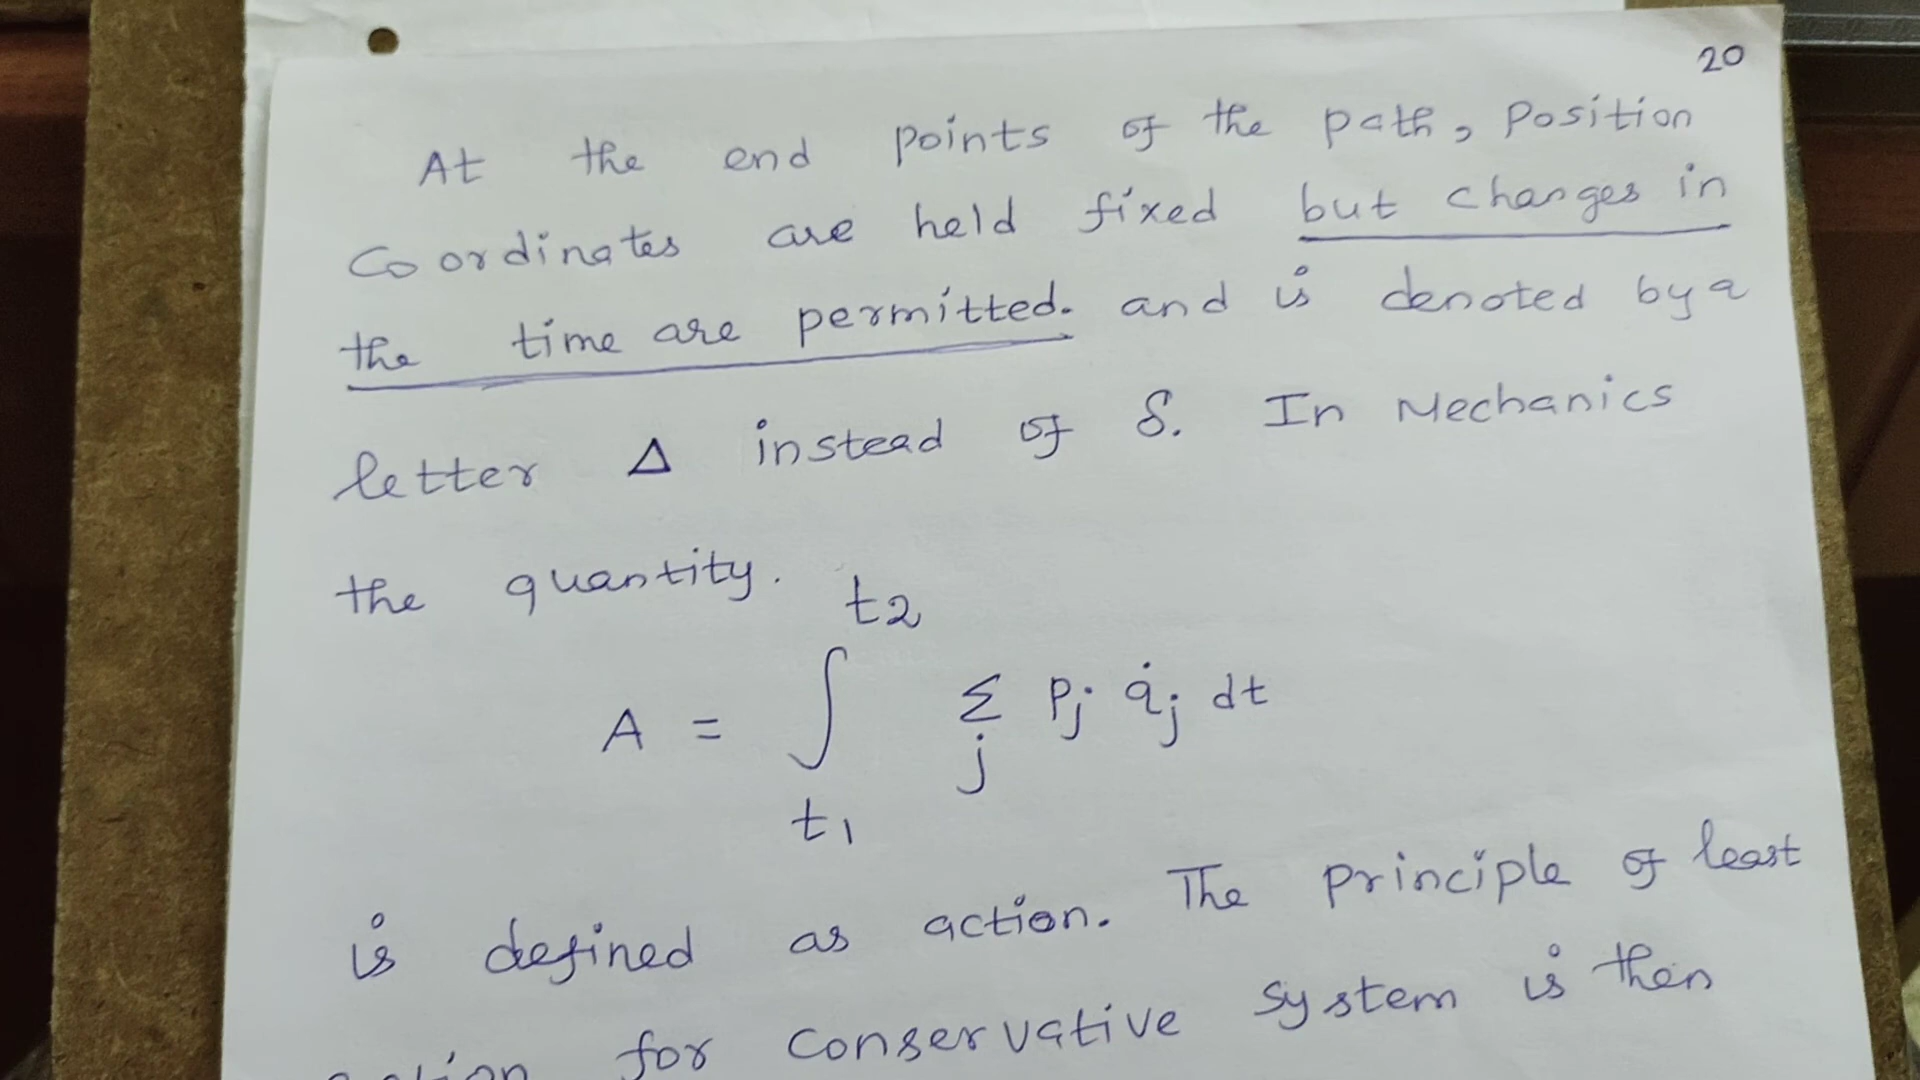 20
At the end points of the path, position
coordinates are held fixed but changes in
the time are permitted. and is denoted by a
letter Δ instead of δ. In Mechanics
the quantity.
t2
A = ∫ Σ pj q̇j dt
j
t1
is defined as action. The principle of least
action for conservative system is then